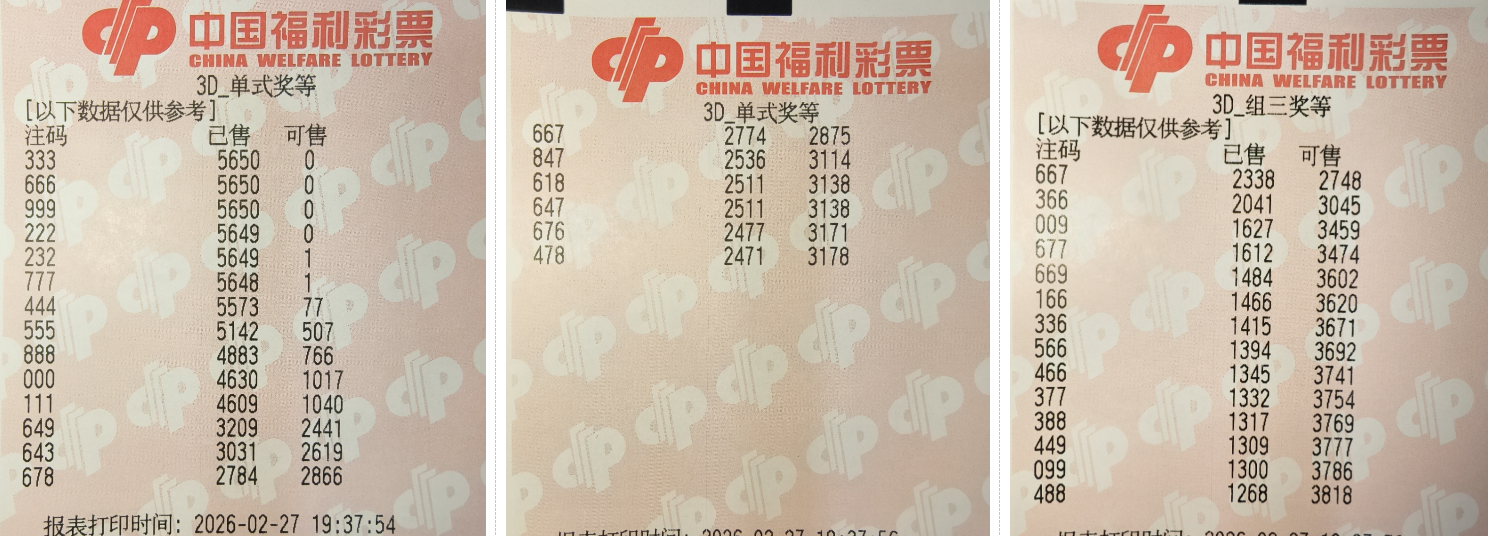 中国福利彩票
CHINA WELFARE LOTTERY
3D_单式奖等
[以下数据仅供参考]
注码 已售 可售
333 5650 0
666 5650 0
999 5650 0
222 5649 0
232 5649 1
777 5648 1
444 5573 77
555 5142 507
888 4883 766
000 4630 1017
111 4609 1040
649 3209 2441
643 3031 2619
678 2784 2866
报表打印时间: 2026-02-27 19:37:54
中国福利彩票
CHINA WELFARE LOTTERY
3D_单式奖等
667 2774 2875
847 2536 3114
618 2511 3138
647 2511 3138
676 2477 3171
478 2471 3178
中国福利彩票
CHINA WELFARE LOTTERY
3D_组三奖等
[以下数据仅供参考]
注码 已售 可售
667 2338 2748
366 2041 3045
009 1627 3459
677 1612 3474
669 1484 3602
166 1466 3620
336 1415 3671
566 1394 3692
466 1345 3741
377 1332 3754
388 1317 3769
449 1309 3777
099 1300 3786
488 1268 3818